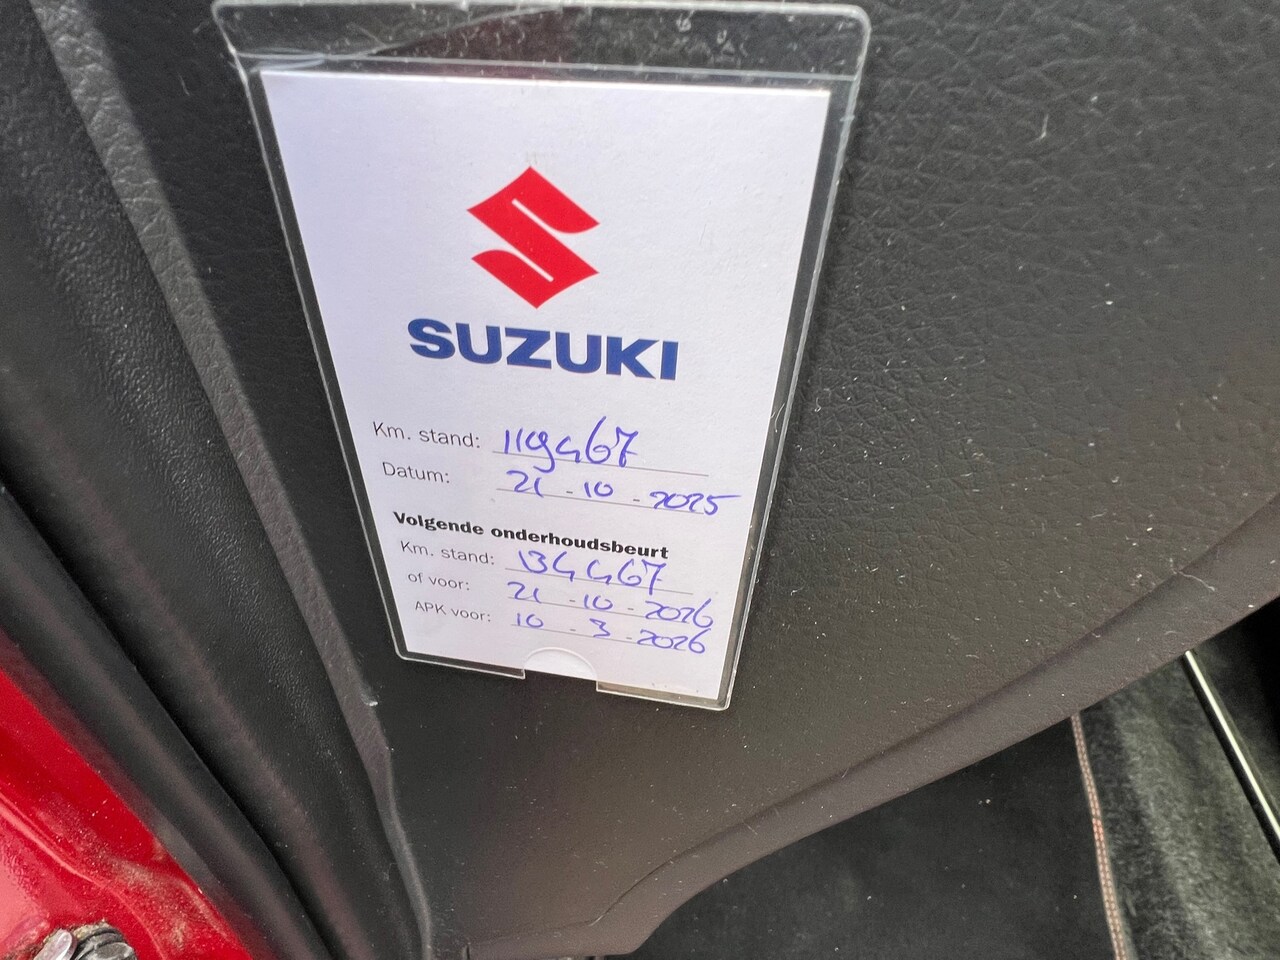 SUZUKI
Km. stand: 119467
Datum: 21 - 10 - 2025
Volgende onderhoudsbeurt
Km. stand: 134467
of voor: 21 - 10 - 2026
APK voor: 10 - 3 - 2026